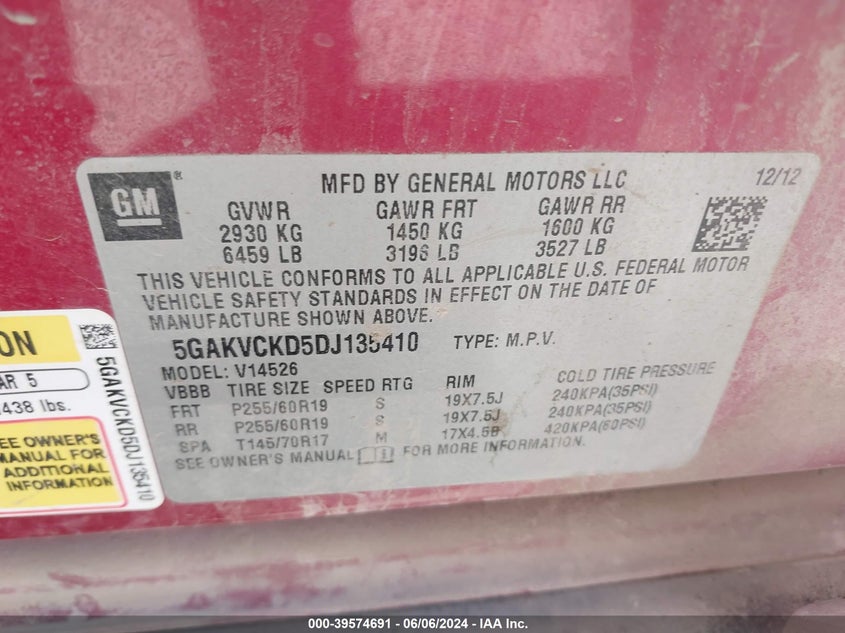 GM ®
MFD BY GENERAL MOTORS LLC
12/12
GVWR GAWR FRT GAWR RR
2930 KG 1450 KG 1600 KG
6459 LB 3196 LB 3527 LB
THIS VEHICLE CONFORMS TO ALL APPLICABLE U.S. FEDERAL MOTOR
VEHICLE SAFETY STANDARDS IN EFFECT ON THE DATE OF
MANUFACTURE SHOWN ABOVE.
5GAKVCKD5DJ135410 TYPE: M.P.V.
MODEL: V14526
VBBB TIRE SIZE SPEED RTG RIM COLD TIRE PRESSURE
FRT P255/60R19 S 19X7.5J 240KPA(35PSI)
RR P255/60R19 S 19X7.5J 240KPA(35PSI)
SPA T145/70R17 M 17X4.5B 420KPA(60PSI)
SEE OWNER'S MANUAL FOR MORE INFORMATION.
ON
AR 5
438 lbs.
SEE OWNER'S
MANUAL FOR
ADDITIONAL
INFORMATION
5GAKVCKD5DJ135410
000-39574691 - 06/06/2024 - IAA Inc.